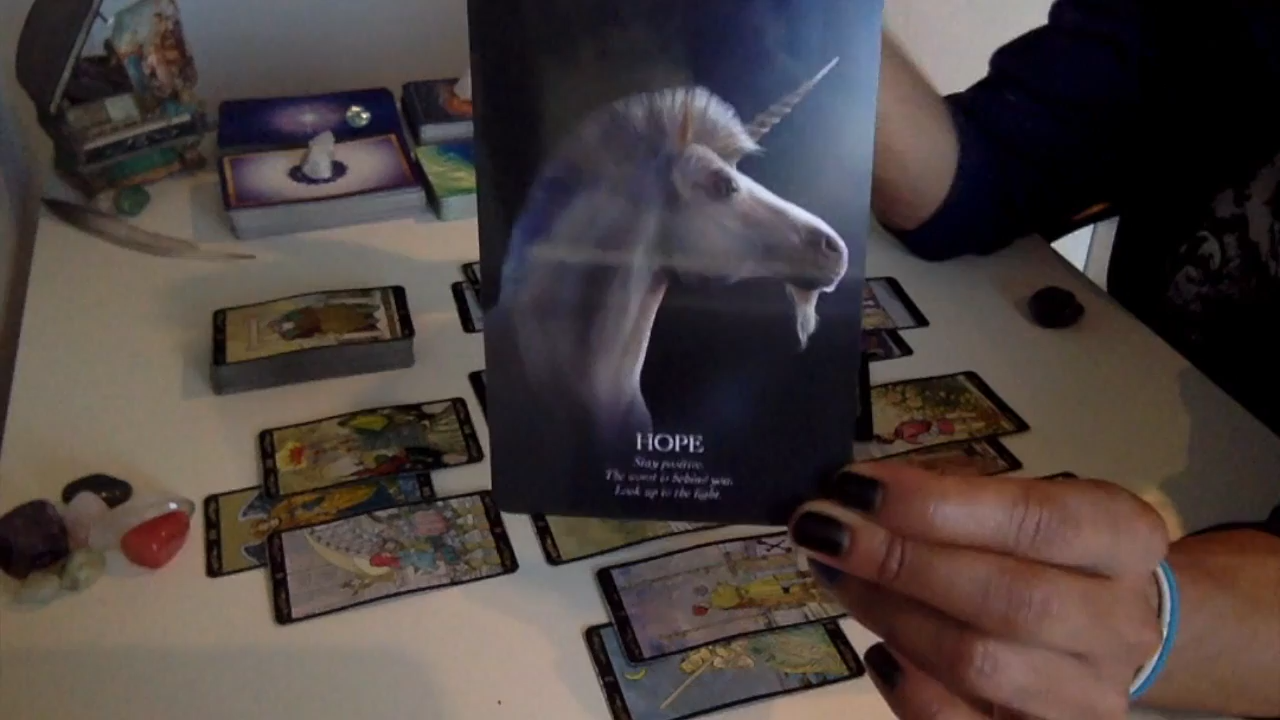 HOPE
Stay positive.
The worst is behind you.
Look up to the light.